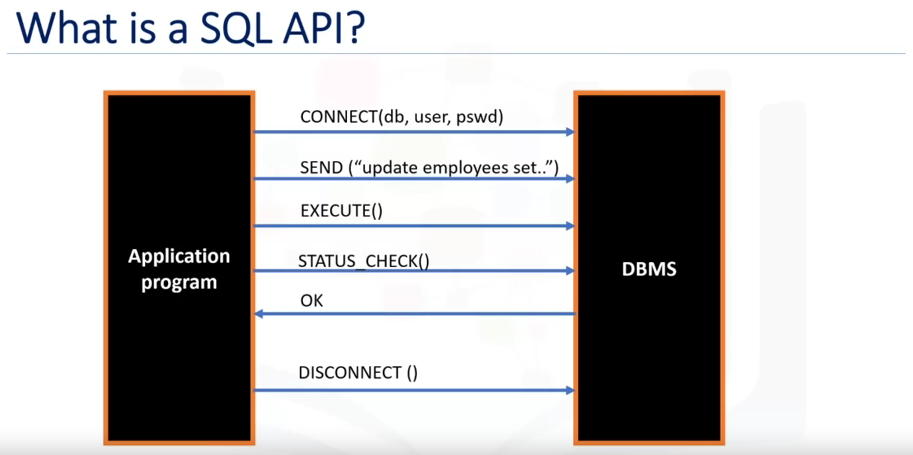 What is a SQL API?
CONNECT(db, user, pswd)
SEND (“update employees set..”)
EXECUTE()
Application
program
STATUS_CHECK()
DBMS
OK
DISCONNECT ()